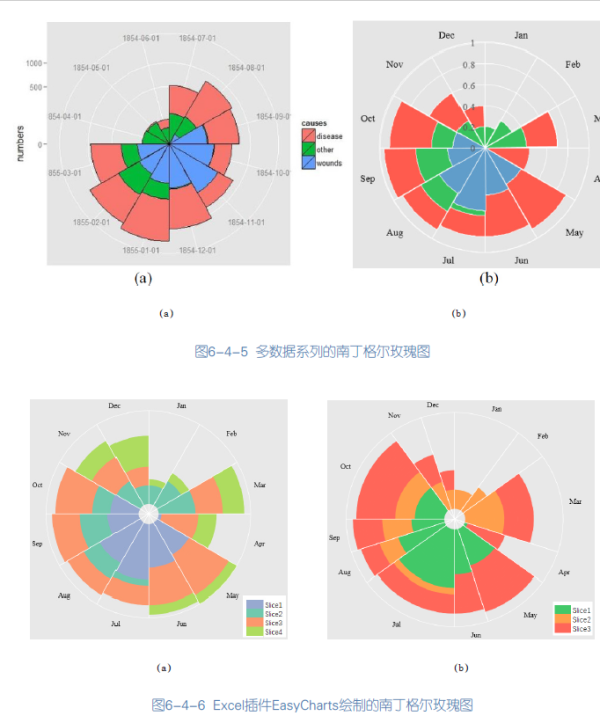 1854-06-01
1854-07-01
1854-05-01
1854-08-01
1854-04-01
1854-09-0
1855-03-01
1854-10-
1855-02-01
1854-11-01
1855-01-01
1854-12-01
1000
500
0
numbers
causes
disease
other
wounds
(a)
(a)
Dec
Jan
Nov
Feb
Oct
M
Sep
A
Aug
May
Jul
Jun
1
0.8
0.6
0.4
0
(b)
(b)
图6-4-5 多数据系列的南丁格尔玫瑰图
Dec
Jan
Nov
Feb
Oct
Mar
Sep
Apr
Aug
May
Jul
Jun
Slice1
Slice2
Slice3
Slice4
(a)
Dec
Jan
Nov
Feb
Oct
Mar
Sep
Apr
Aug
May
Jul
Jun
Slice1
Slice2
Slice3
(b)
图6-4-6 Excel插件EasyCharts绘制的南丁格尔玫瑰图